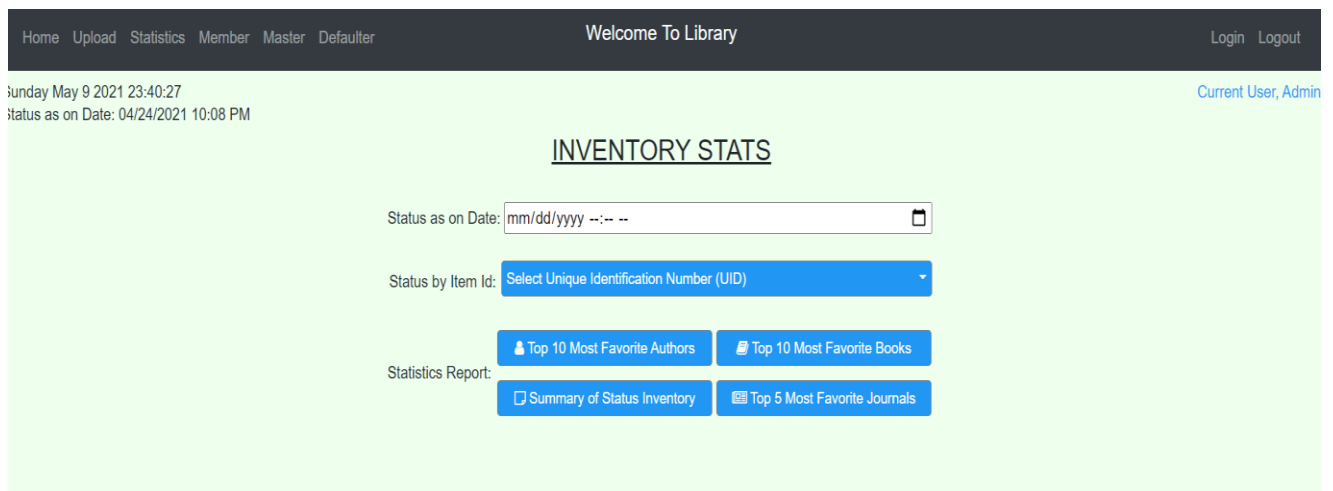 Home Upload Statistics Member Master Defaulter Welcome To Library Login Logout
Sunday May 9 2021 23:40:27 Current User, Admin
Status as on Date: 04/24/2021 10:08 PM
INVENTORY STATS
Status as on Date: mm/dd/yyyy --:-- --
Status by Item Id: Select Unique Identification Number (UID)
Top 10 Most Favorite Authors Top 10 Most Favorite Books
Statistics Report:
Summary of Status Inventory Top 5 Most Favorite Journals